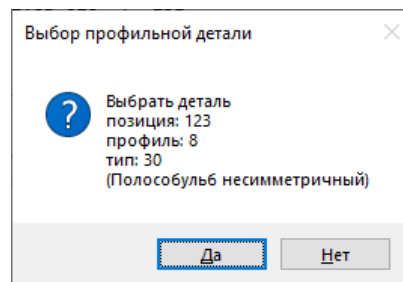 Выбор профильной детали
Выбрать деталь
позиция: 123
профиль: 8
тип: 30
(Полособульб несимметричный)
Да
Нет